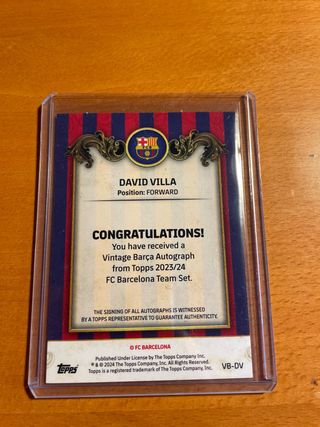 FCB
DAVID VILLA
Position: FORWARD
CONGRATULATIONS!
You have received a
Vintage Barça Autograph
from Topps 2023/24
FC Barcelona Team Set.
THE SIGNING OF ALL AUTOGRAPHS IS WITNESSED
BY A TOPPS REPRESENTATIVE TO GUARANTEE AUTHENTICITY.
© FC BARCELONA
Topps
Published Under License by The Topps Company, Inc.
® & © 2024 The Topps Company, Inc. All Rights Reserved.
Topps is a registered trademark of The Topps Company, Inc.
VB-DV